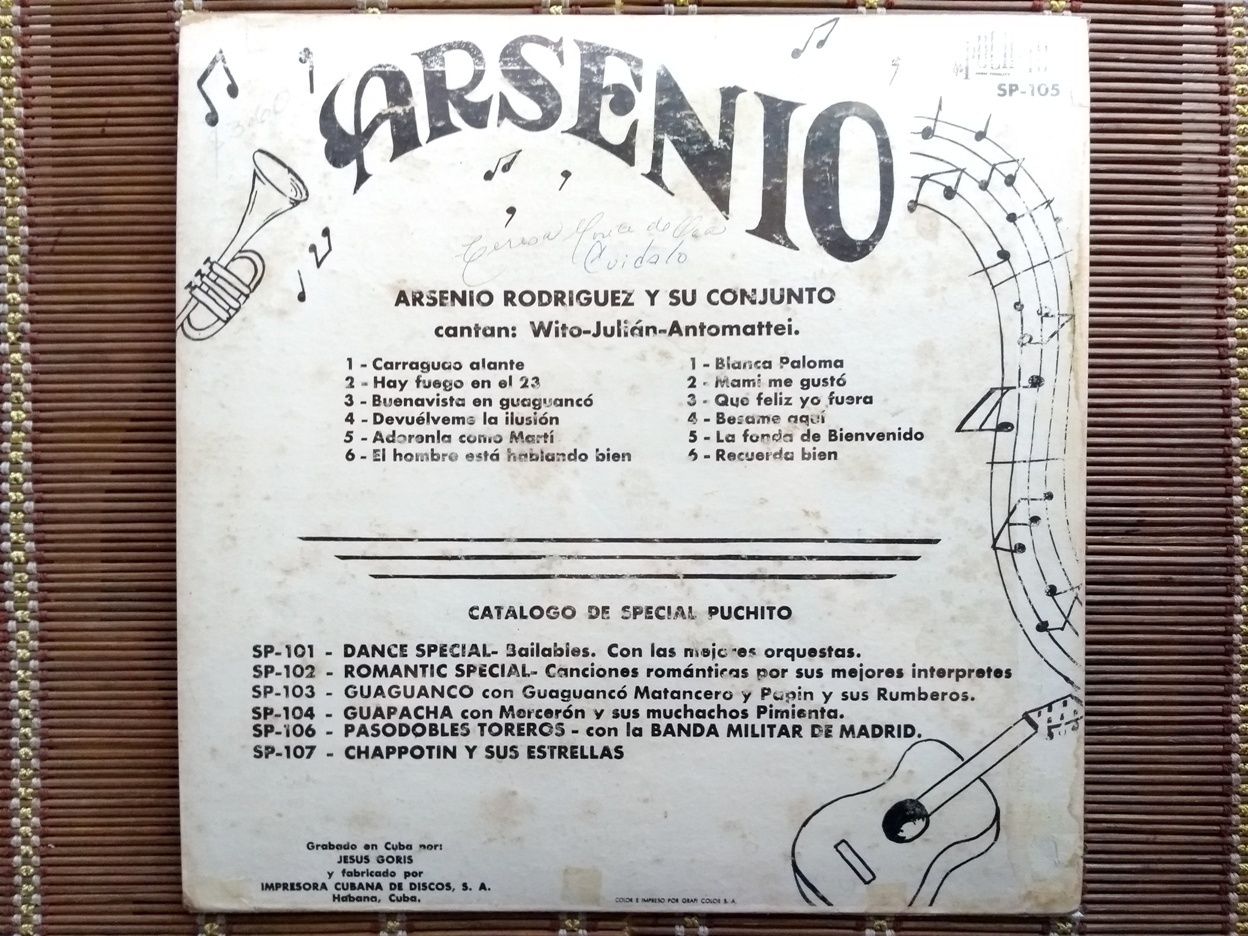 ARSENIO
SP-105
3.60
Cuidalo
ARSENIO RODRIGUEZ Y SU CONJUNTO
cantan: Wito-Julián-Antomattei.
1 - Carraguao alante
2 - Hay fuego en el 23
3 - Buenavista en guaguancó
4 - Devuélveme la ilusión
5 - Adorenla como Martí
6 - El hombre está hablando bien
1 - Blanca Paloma
2 - Mami me gustó
3 - Que feliz yo fuera
4 - Besame aquí
5 - La fonda de Bienvenido
6 - Recuerda bien
CATALOGO DE SPECIAL PUCHITO
SP-101 - DANCE SPECIAL- Bailables. Con las mejores orquestas.
SP-102 - ROMANTIC SPECIAL- Canciones románticas por sus mejores interpretes
SP-103 - GUAGUANCO con Guaguancó Matancero y Papin y sus Rumberos.
SP-104 - GUAPACHA con Mercerón y sus muchachos Pimienta.
SP-106 - PASODOBLES TOREROS - con la BANDA MILITAR DE MADRID.
SP-107 - CHAPPOTIN Y SUS ESTRELLAS
Grabado en Cuba por:
JESUS GORIS
y fabricado por
IMPRESORA CUBANA DE DISCOS, S. A.
Habana, Cuba.
COLOR E IMPRESO POR GRAFI COLOR S. A.